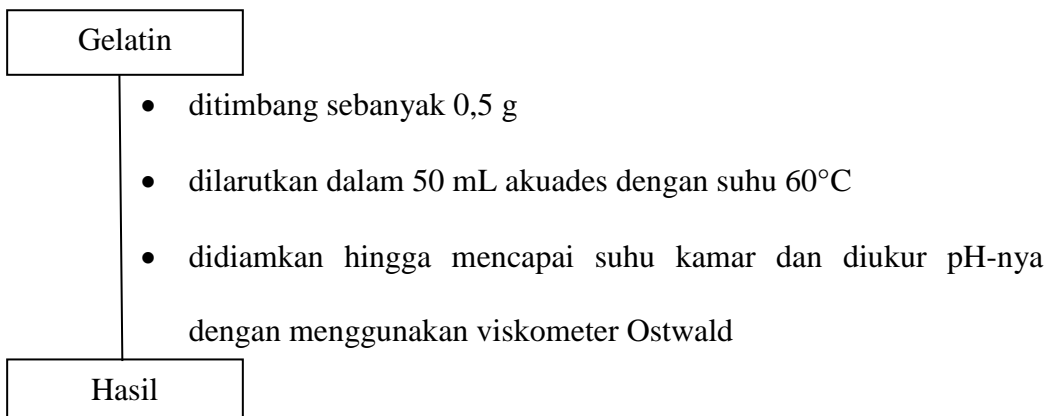 Gelatin
• ditimbang sebanyak 0,5 g
• dilarutkan dalam 50 mL akuades dengan suhu 60°C
• didiamkan hingga mencapai suhu kamar dan diukur pH-nya
dengan menggunakan viskometer Ostwald
Hasil